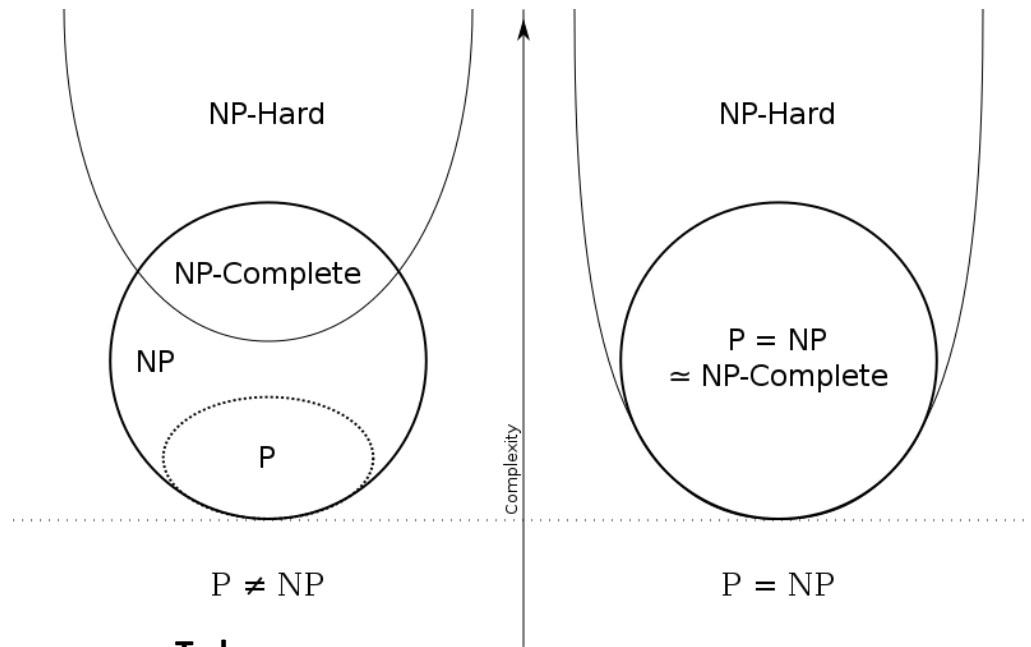 NP-Hard
NP-Complete
NP
P
P ≠ NP
Complexity
NP-Hard
P = NP
≃ NP-Complete
P = NP